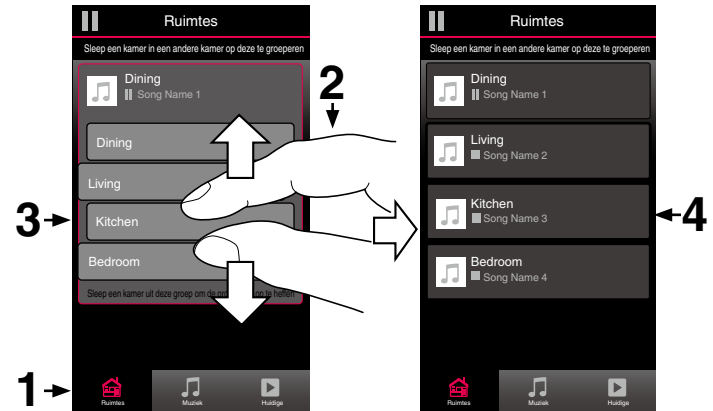 Ruimtes
Sleep een kamer in een andere kamer op deze te groeperen
Dining
Song Name 1
Dining
Living
Kitchen
Bedroom
Sleep een kamer uit deze groep om de op te heffen
Ruimtes
Muziek
Huidige
2
3
1
Ruimtes
Sleep een kamer in een andere kamer op deze te groeperen
Dining
Song Name 1
Living
Song Name 2
Kitchen
Song Name 3
Bedroom
Song Name 4
Ruimtes
Muziek
Huidige
4